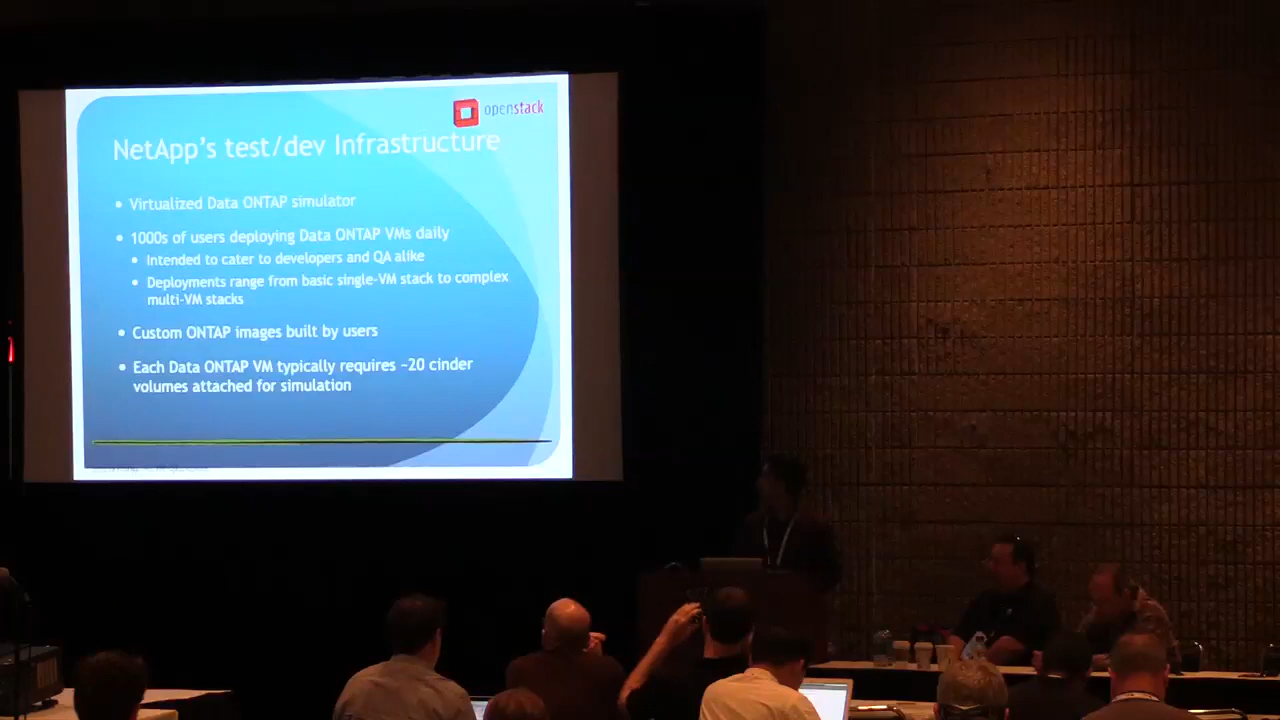 openstack
NetApp's test/dev Infrastructure
• Virtualized Data ONTAP simulator
• 1000s of users deploying Data ONTAP VMs daily
• Intended to cater to developers and QA alike
• Deployments range from basic single-VM stack to complex
multi-VM stacks
• Custom ONTAP images built by users
• Each Data ONTAP VM typically requires ~20 cinder
volumes attached for simulation